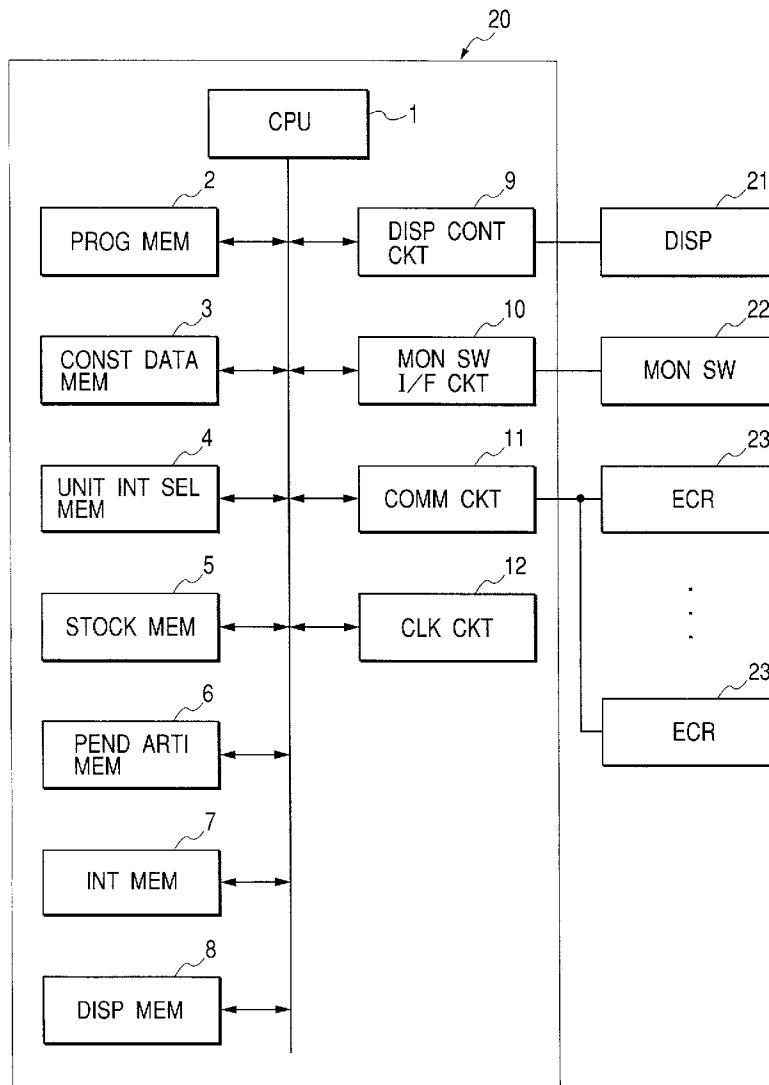 20
CPU
1
2
PROG MEM
9
DISP CONT
CKT
21
DISP
3
CONST DATA
MEM
10
MON SW
I/F CKT
22
MON SW
4
UNIT INT SEL
MEM
11
COMM CKT
23
ECR
5
STOCK MEM
12
CLK CKT
6
PEND ARTI
MEM
23
ECR
7
INT MEM
8
DISP MEM